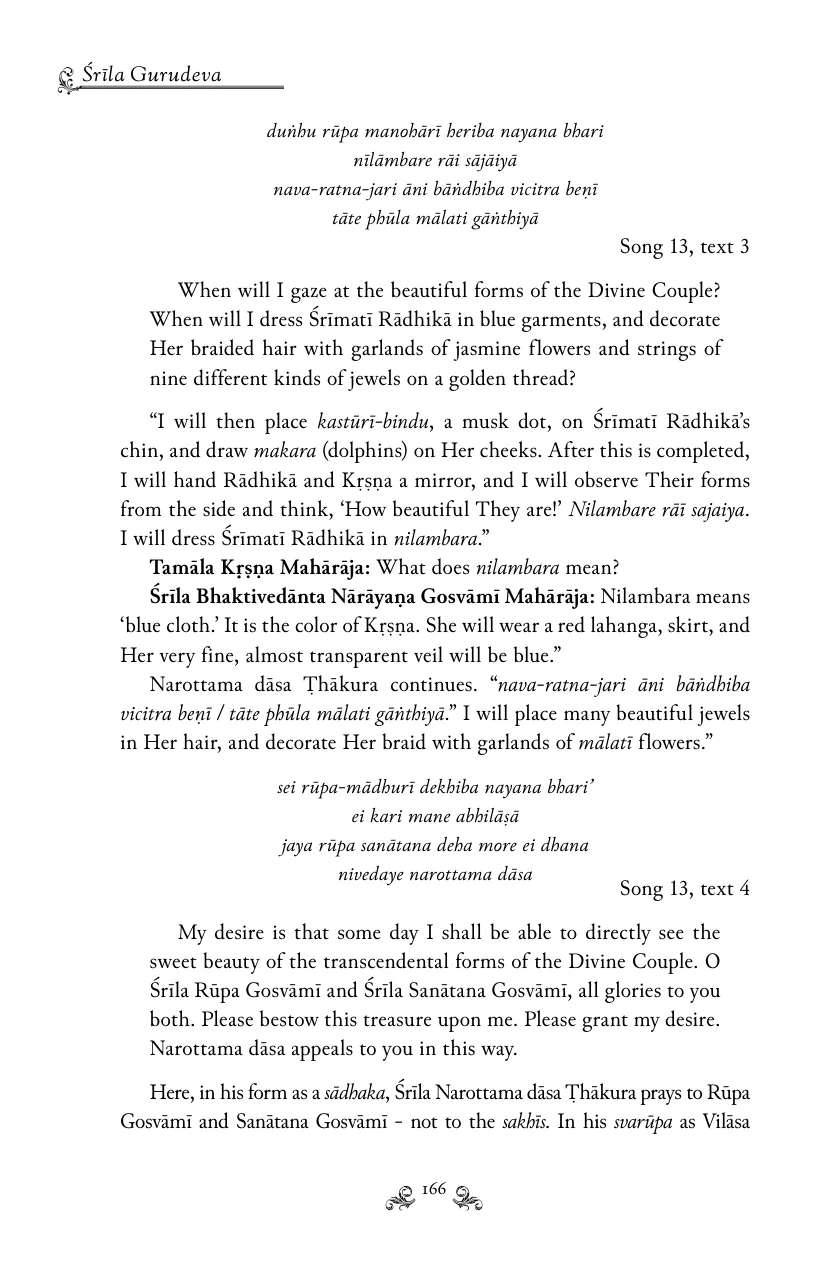 Śrīla Gurudeva
duṅhu rūpa manohārī heriba nayana bhari
nīlāmbare rāi sājāiyā
nava-ratna-jari āni bāṅdhiba vicitra beṇī
tāte phūla mālati gāṅthiyā
Song 13, text 3
When will I gaze at the beautiful forms of the Divine Couple?
When will I dress Śrīmatī Rādhikā in blue garments, and decorate
Her braided hair with garlands of jasmine flowers and strings of
nine different kinds of jewels on a golden thread?
“I will then place kastūrī-bindu, a musk dot, on Śrīmatī Rādhikā’s
chin, and draw makara (dolphins) on Her cheeks. After this is completed,
I will hand Rādhikā and Kṛṣṇa a mirror, and I will observe Their forms
from the side and think, ‘How beautiful They are!’ Nilambare rāī sajaiya.
I will dress Śrīmatī Rādhikā in nilambara.”
Tamāla Kṛṣṇa Mahārāja: What does nilambara mean?
Śrīla Bhaktivedānta Nārāyaṇa Gosvāmī Mahārāja: Nilambara means
‘blue cloth.’ It is the color of Kṛṣṇa. She will wear a red lahanga, skirt, and
Her very fine, almost transparent veil will be blue.”
Narottama dāsa Ṭhākura continues. “nava-ratna-jari āni bāṅdhiba
vicitra beṇī / tāte phūla mālati gāṅthiyā.” I will place many beautiful jewels
in Her hair, and decorate Her braid with garlands of mālatī flowers.”
sei rūpa-mādhurī dekhiba nayana bhari’
ei kari mane abhilāṣā
jaya rūpa sanātana deha more ei dhana
nivedaye narottama dāsa
Song 13, text 4
My desire is that some day I shall be able to directly see the
sweet beauty of the transcendental forms of the Divine Couple. O
Śrīla Rūpa Gosvāmī and Śrīla Sanātana Gosvāmī, all glories to you
both. Please bestow this treasure upon me. Please grant my desire.
Narottama dāsa appeals to you in this way.
Here, in his form as a sādhaka, Śrīla Narottama dāsa Ṭhākura prays to Rūpa
Gosvāmī and Sanātana Gosvāmī - not to the sakhīs. In his svarūpa as Vilāsa
166